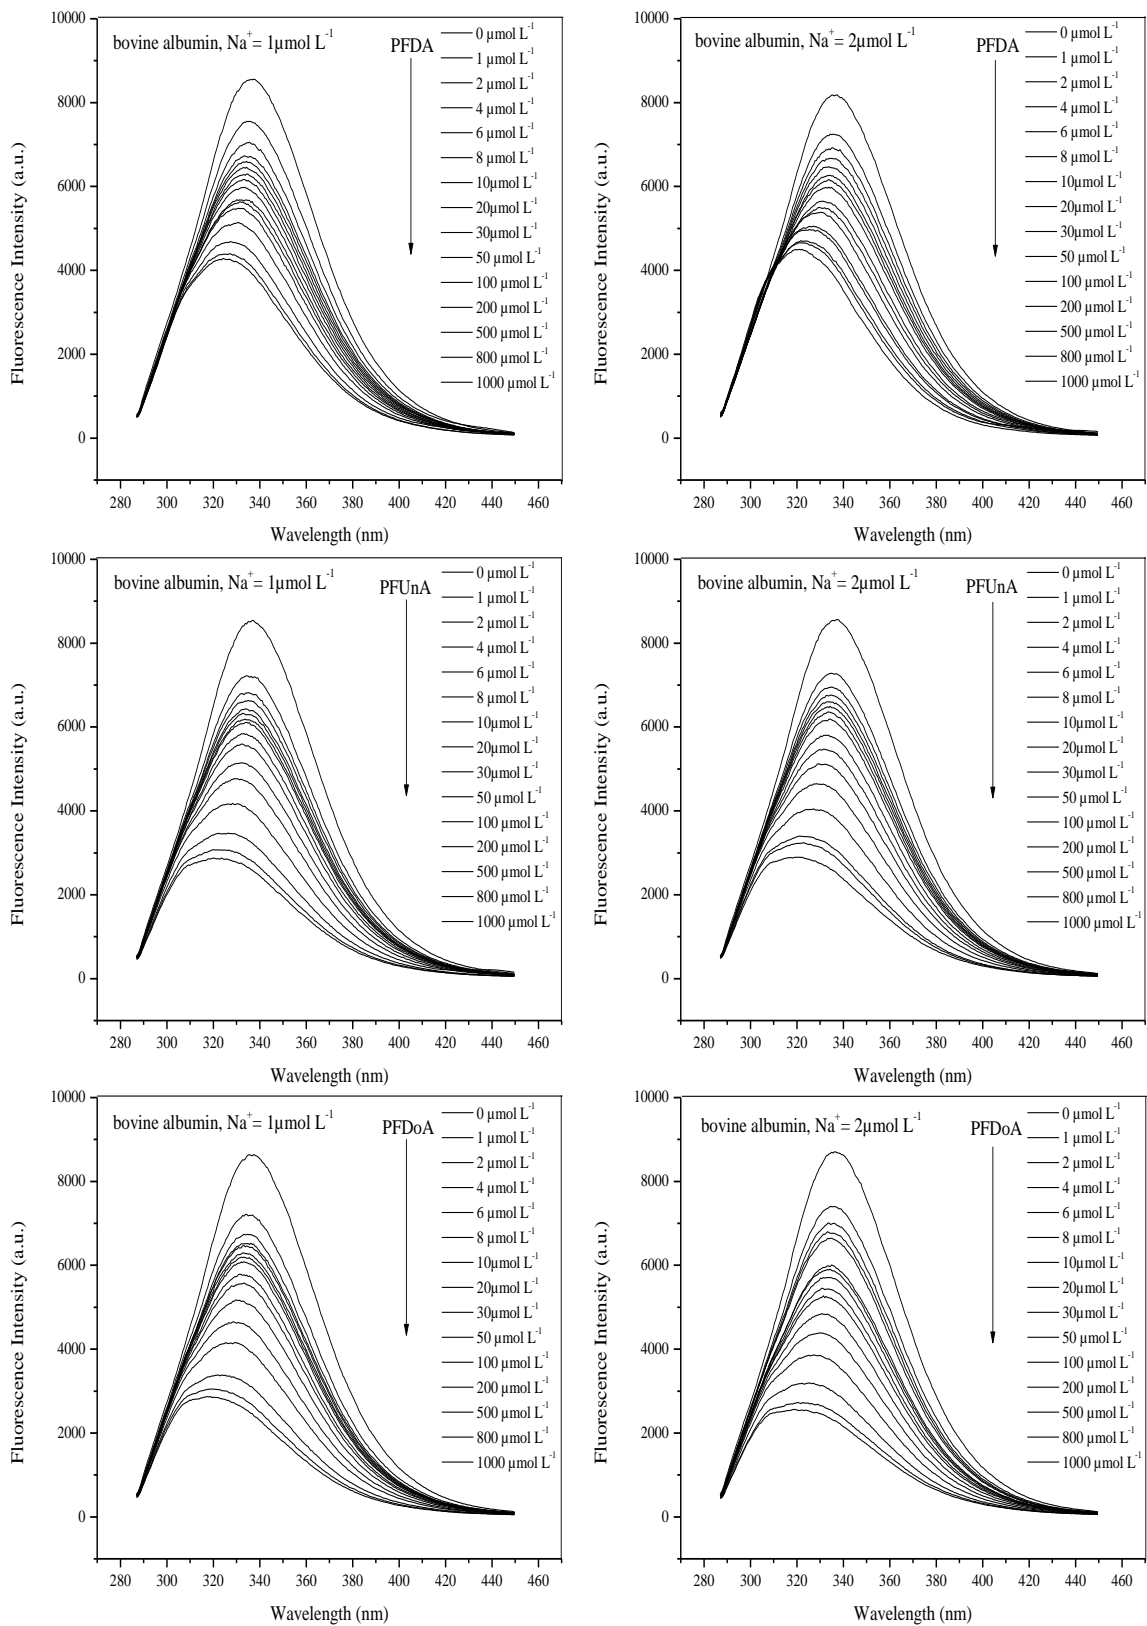 bovine albumin, Na⁺= 1μmol L⁻¹
PFDA
0 μmol L⁻¹
1 μmol L⁻¹
2 μmol L⁻¹
4 μmol L⁻¹
6 μmol L⁻¹
8 μmol L⁻¹
10μmol L⁻¹
20μmol L⁻¹
30μmol L⁻¹
50 μmol L⁻¹
100 μmol L⁻¹
200 μmol L⁻¹
500 μmol L⁻¹
800 μmol L⁻¹
1000 μmol L⁻¹
10000
8000
6000
4000
2000
0
Fluorescence Intensity (a.u.)
280 300 320 340 360 380 400 420 440 460
Wavelength (nm)
bovine albumin, Na⁺= 2μmol L⁻¹
PFDA
0 μmol L⁻¹
1 μmol L⁻¹
2 μmol L⁻¹
4 μmol L⁻¹
6 μmol L⁻¹
8 μmol L⁻¹
10μmol L⁻¹
20μmol L⁻¹
30μmol L⁻¹
50 μmol L⁻¹
100 μmol L⁻¹
200 μmol L⁻¹
500 μmol L⁻¹
800 μmol L⁻¹
1000 μmol L⁻¹
10000
8000
6000
4000
2000
0
Fluorescence Intensity (a.u.)
280 300 320 340 360 380 400 420 440 460
Wavelength (nm)
bovine albumin, Na⁺= 1μmol L⁻¹
PFUnA
0 μmol L⁻¹
1 μmol L⁻¹
2 μmol L⁻¹
4 μmol L⁻¹
6 μmol L⁻¹
8 μmol L⁻¹
10μmol L⁻¹
20μmol L⁻¹
30μmol L⁻¹
50 μmol L⁻¹
100 μmol L⁻¹
200 μmol L⁻¹
500 μmol L⁻¹
800 μmol L⁻¹
1000 μmol L⁻¹
10000
8000
6000
4000
2000
0
Fluorescence Intensity (a.u.)
280 300 320 340 360 380 400 420 440 460
Wavelength (nm)
bovine albumin, Na⁺= 2μmol L⁻¹
PFUnA
0 μmol L⁻¹
1 μmol L⁻¹
2 μmol L⁻¹
4 μmol L⁻¹
6 μmol L⁻¹
8 μmol L⁻¹
10μmol L⁻¹
20μmol L⁻¹
30μmol L⁻¹
50 μmol L⁻¹
100 μmol L⁻¹
200 μmol L⁻¹
500 μmol L⁻¹
800 μmol L⁻¹
1000 μmol L⁻¹
10000
8000
6000
4000
2000
0
Fluorescence Intensity (a.u.)
280 300 320 340 360 380 400 420 440 460
Wavelength (nm)
bovine albumin, Na⁺= 1μmol L⁻¹
PFDoA
0 μmol L⁻¹
1 μmol L⁻¹
2 μmol L⁻¹
4 μmol L⁻¹
6 μmol L⁻¹
8 μmol L⁻¹
10μmol L⁻¹
20μmol L⁻¹
30μmol L⁻¹
50 μmol L⁻¹
100 μmol L⁻¹
200 μmol L⁻¹
500 μmol L⁻¹
800 μmol L⁻¹
1000 μmol L⁻¹
10000
8000
6000
4000
2000
0
Fluorescence Intensity (a.u.)
280 300 320 340 360 380 400 420 440 460
Wavelength (nm)
bovine albumin, Na⁺= 2μmol L⁻¹
PFDoA
0 μmol L⁻¹
1 μmol L⁻¹
2 μmol L⁻¹
4 μmol L⁻¹
6 μmol L⁻¹
8 μmol L⁻¹
10μmol L⁻¹
20μmol L⁻¹
30μmol L⁻¹
50 μmol L⁻¹
100 μmol L⁻¹
200 μmol L⁻¹
500 μmol L⁻¹
800 μmol L⁻¹
1000 μmol L⁻¹
10000
8000
6000
4000
2000
0
Fluorescence Intensity (a.u.)
280 300 320 340 360 380 400 420 440 460
Wavelength (nm)